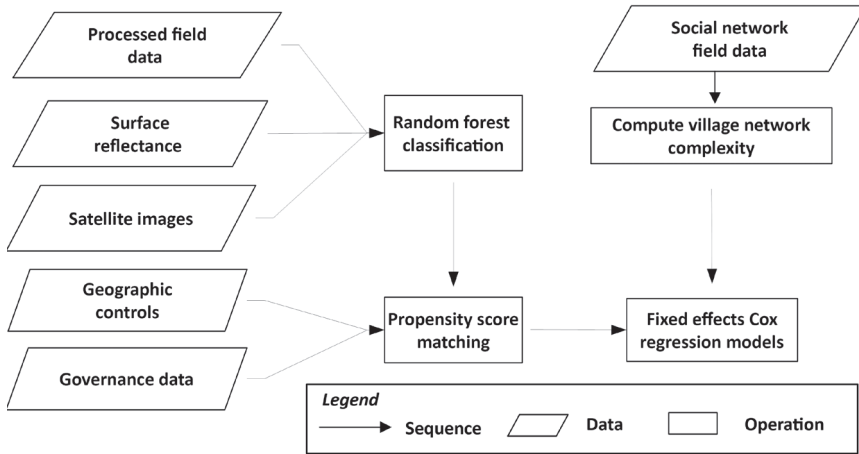 Processed field
data
Surface
reflectance
Satellite images
Geographic
controls
Governance data
Random forest
classification
Propensity score
matching
Social network
field data
Compute village network
complexity
Fixed effects Cox
regression models
Legend
Sequence
Data
Operation